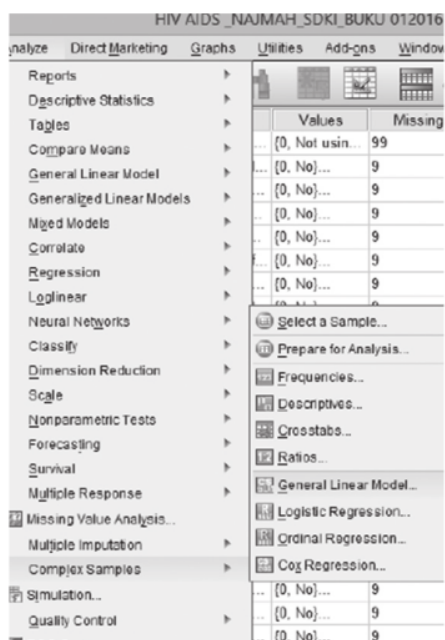 HIV AIDS _NAJMAH_SDKI_BUKU 012016
nalyze Direct Marketing Graphs Utilities Add-ons Window
Reports
Descriptive Statistics
Tables
Compare Means
General Linear Model
Generalized Linear Models
Mixed Models
Correlate
Regression
Loglinear
Neural Networks
Classify
Dimension Reduction
Scale
Nonparametric Tests
Forecasting
Survival
Multiple Response
Missing Value Analysis...
Multiple Imputation
Complex Samples
Simulation...
Quality Control
Values Missing
... {0, Not usin... 99
{0, No}... 9
... {0, No}... 9
... {0, No}... 9
... {0, No}... 9
... {0, No}... 9
... {0, No}... 9
Select a Sample...
Prepare for Analysis...
Frequencies...
Descriptives...
Crosstabs...
Ratios...
General Linear Model...
Logistic Regression...
Ordinal Regression...
Cox Regression...
... {0, No}... 9
... {0, No}... 9
{0, No}... 9